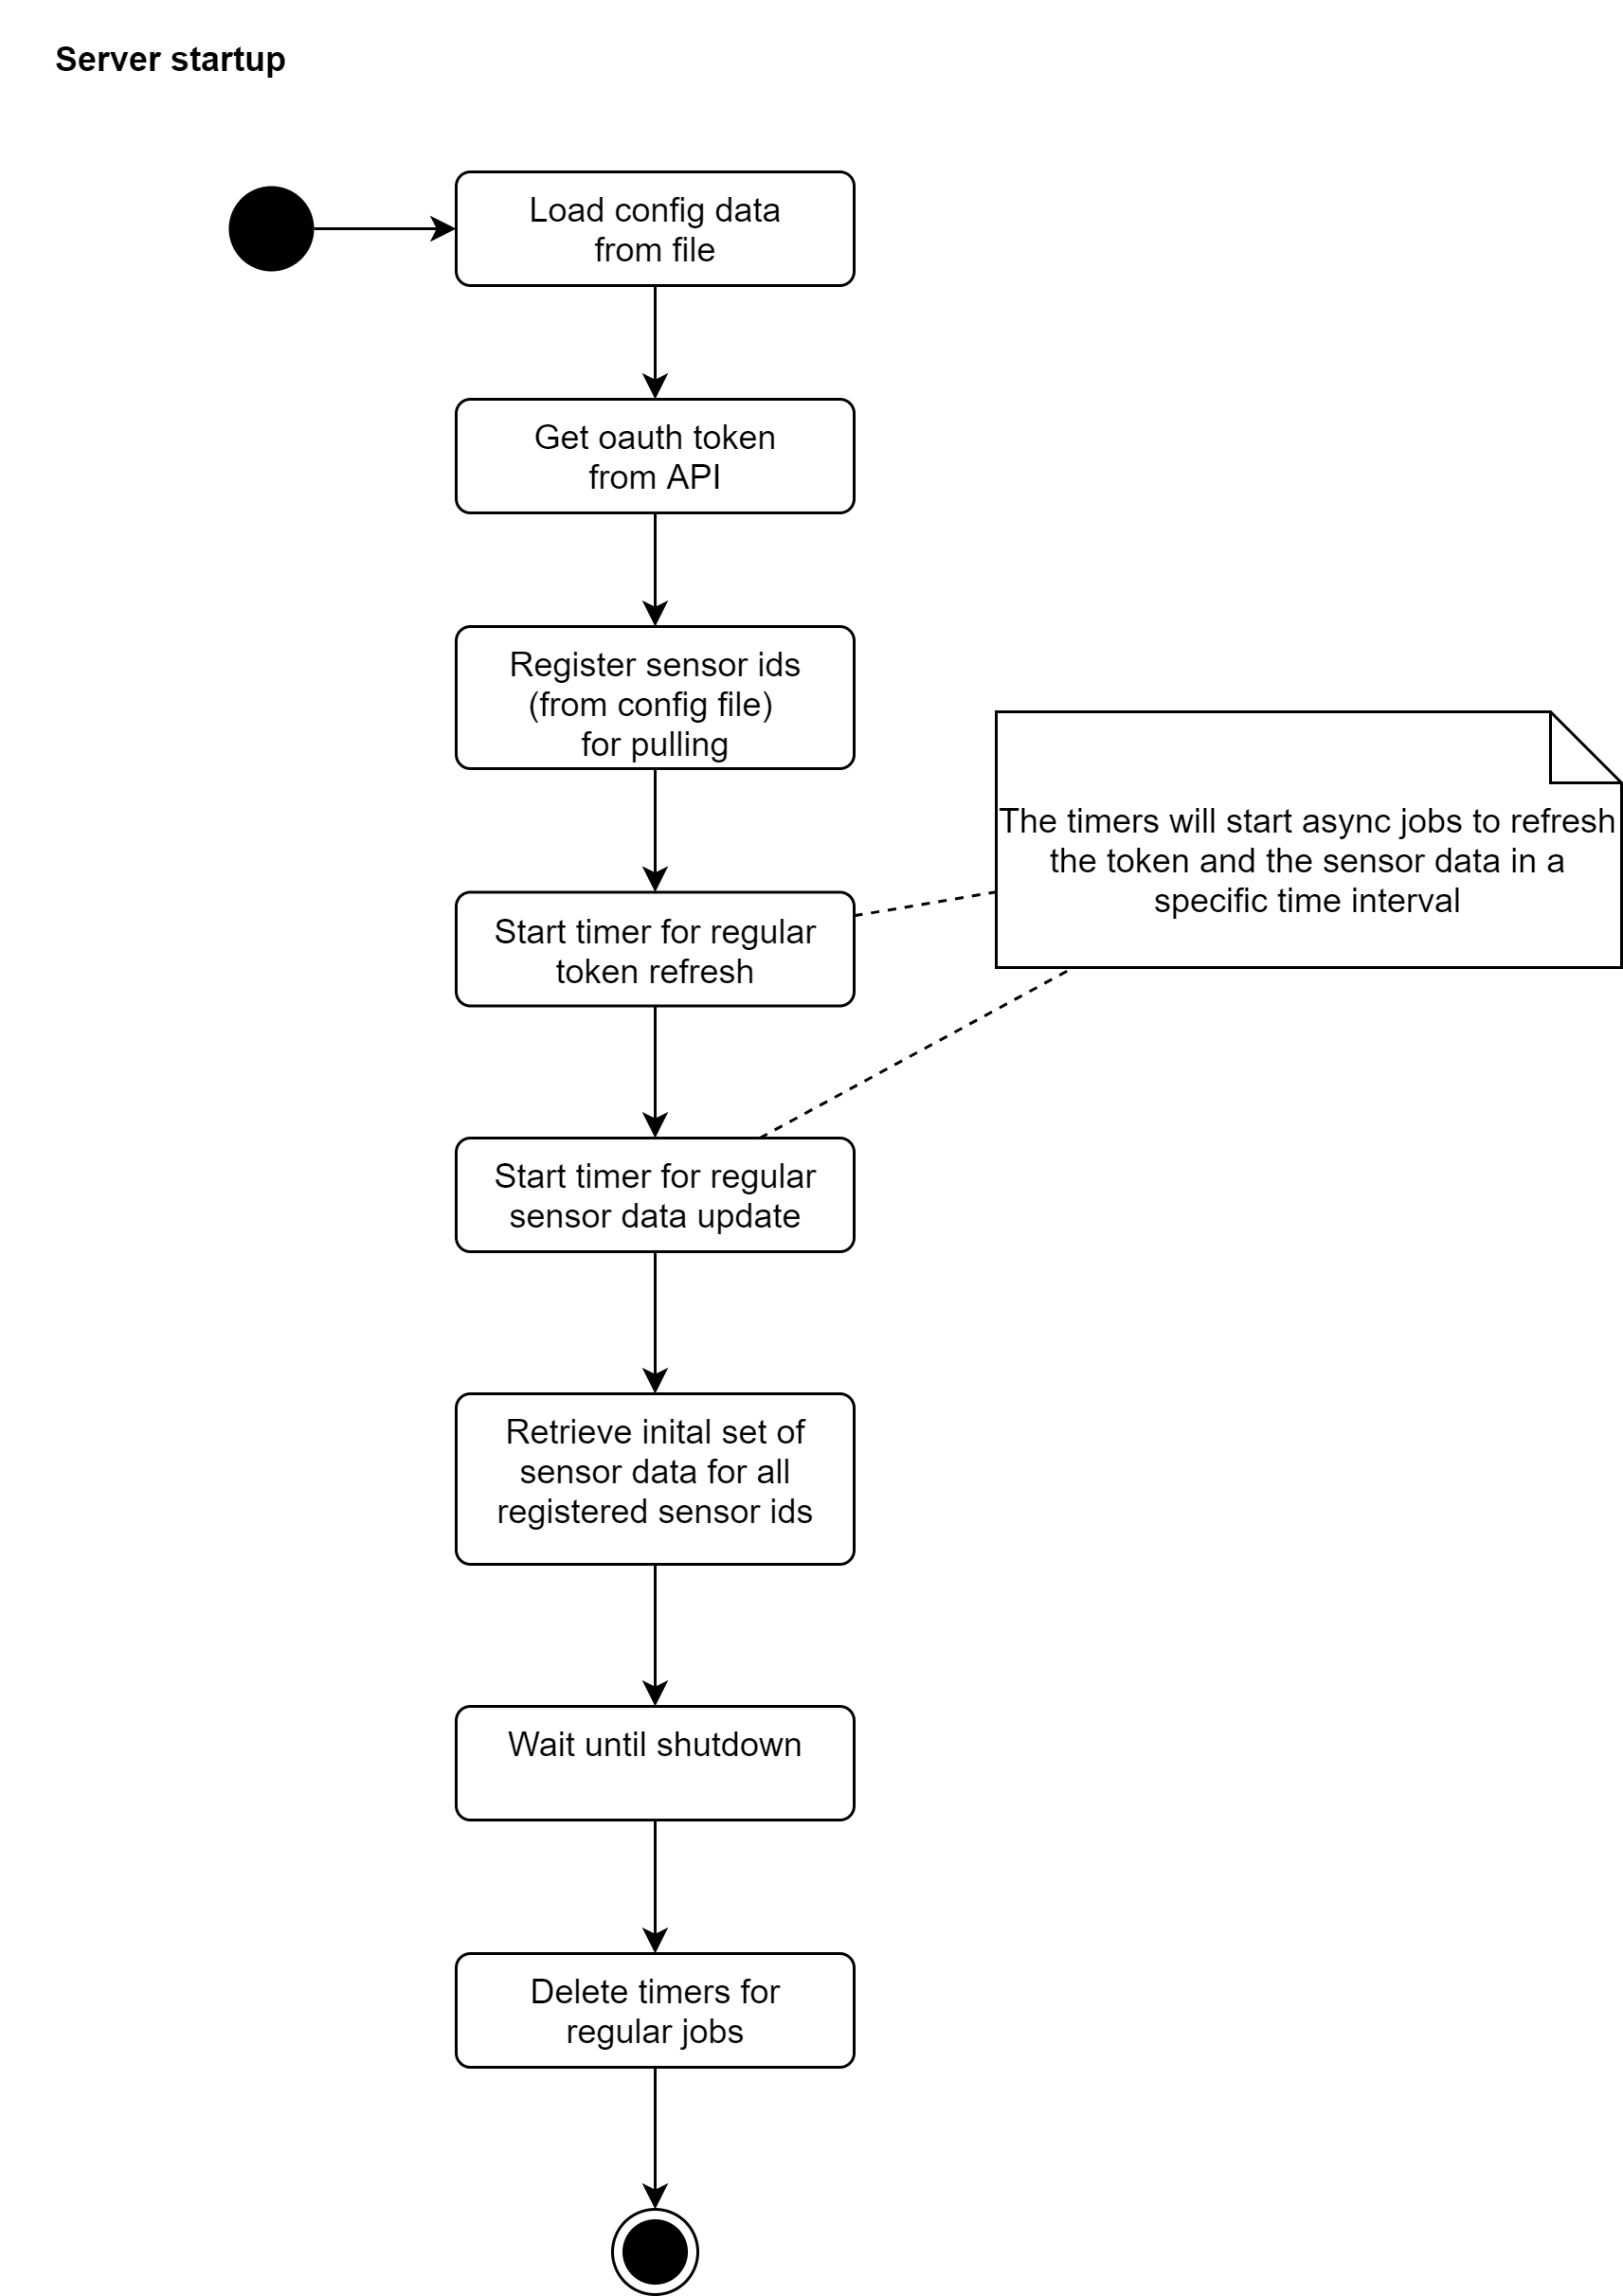 Server startup
Load config data
from file
Get oauth token
from API
Register sensor ids
(from config file)
for pulling
The timers will start async jobs to refresh
the token and the sensor data in a
specific time interval
Start timer for regular
token refresh
Start timer for regular
sensor data update
Retrieve inital set of
sensor data for all
registered sensor ids
Wait until shutdown
Delete timers for
regular jobs